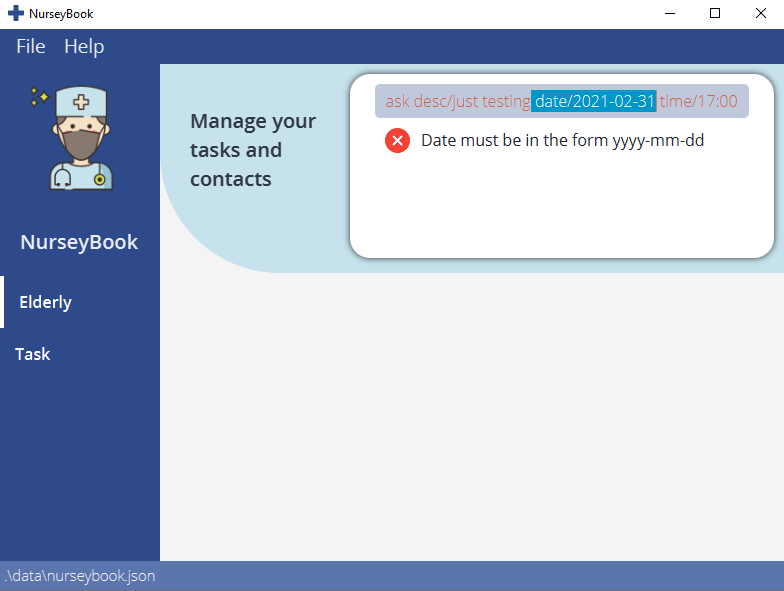 NurseyBook
File Help
Manage your
tasks and
contacts
ask desc/just testing date/2021-02-31 time/17:00
Date must be in the form yyyy-mm-dd
NurseyBook
Elderly
Task
.\data\nurseybook.json